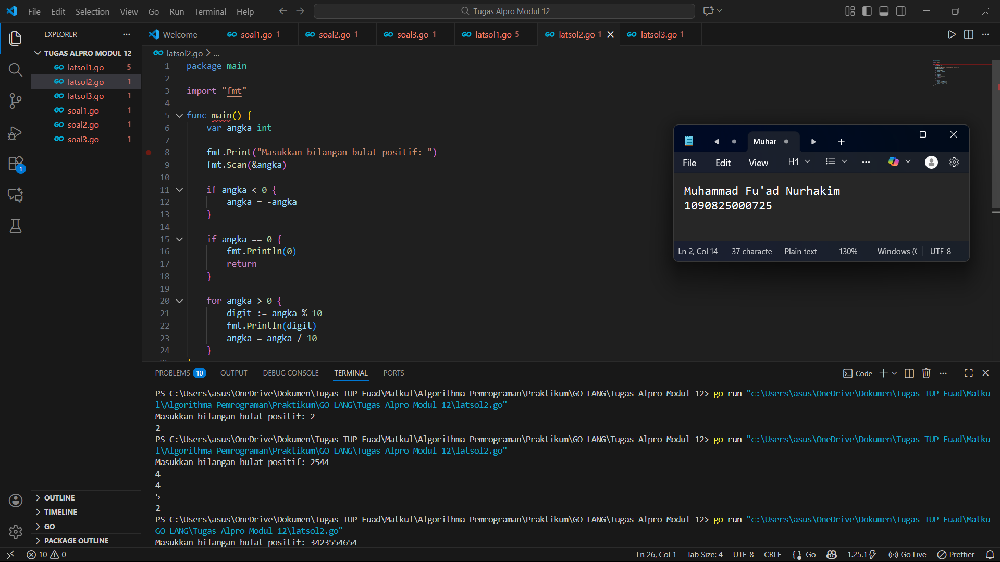 File Edit Selection View Go Run Terminal Help
Tugas Alpro Modul 12
EXPLORER
TUGAS ALPRO MODUL 12
latsol1.go 5
latsol2.go 1
latsol3.go 1
soal1.go 1
soal2.go 1
soal3.go 1
1
OUTLINE
TIMELINE
GO
PACKAGE OUTLINE
Welcome
soal1.go 1
soal2.go 1
soal3.go 1
latsol1.go 5
latsol2.go 1
latsol3.go 1
latsol2.go > ...
1 package main
2
3 import "fmt"
4
5 func main() {
6 var angka int
7
8 fmt.Print("Masukkan bilangan bulat positif: ")
9 fmt.Scan(&angka)
10
11 if angka < 0 {
12 angka = -angka
13 }
14
15 if angka == 0 {
16 fmt.Println(0)
17 return
18 }
19
20 for angka > 0 {
21 digit := angka % 10
22 fmt.Println(digit)
23 angka = angka / 10
24 }
25 }
Muhar
File Edit View H1
Muhammad Fu'ad Nurhakim
1090825000725
Ln 2, Col 14 37 character Plain text 130% Windows (C UTF-8
PROBLEMS 10 OUTPUT DEBUG CONSOLE TERMINAL PORTS
Code
PS C:\Users\asus\OneDrive\Dokumen\Tugas TUP Fuad\Matkul\Algorithma Pemrograman\Praktikum\GO LANG\Tugas Alpro Modul 12> go run "c:\Users\asus\OneDrive\Dokumen\Tugas TUP Fuad\Matku
l\Algorithma Pemrograman\Praktikum\GO LANG\Tugas Alpro Modul 12\latsol2.go"
Masukkan bilangan bulat positif: 2
2
PS C:\Users\asus\OneDrive\Dokumen\Tugas TUP Fuad\Matkul\Algorithma Pemrograman\Praktikum\GO LANG\Tugas Alpro Modul 12> go run "c:\Users\asus\OneDrive\Dokumen\Tugas TUP Fuad\Matku
l\Algorithma Pemrograman\Praktikum\GO LANG\Tugas Alpro Modul 12\latsol2.go"
Masukkan bilangan bulat positif: 2544
4
4
5
2
PS C:\Users\asus\OneDrive\Dokumen\Tugas TUP Fuad\Matkul\Algorithma Pemrograman\Praktikum\GO LANG\Tugas Alpro Modul 12> go run "c:\Users\asus\OneDrive\Dokumen\Tugas TUP Fuad\Matku
GO LANG\Tugas Alpro Modul 12\latsol2.go"
Masukkan bilangan bulat positif: 3423554654
10 0
Ln 26, Col 1 Tab Size: 4 UTF-8 CRLF {} Go 1.25.1 Go Live Prettier